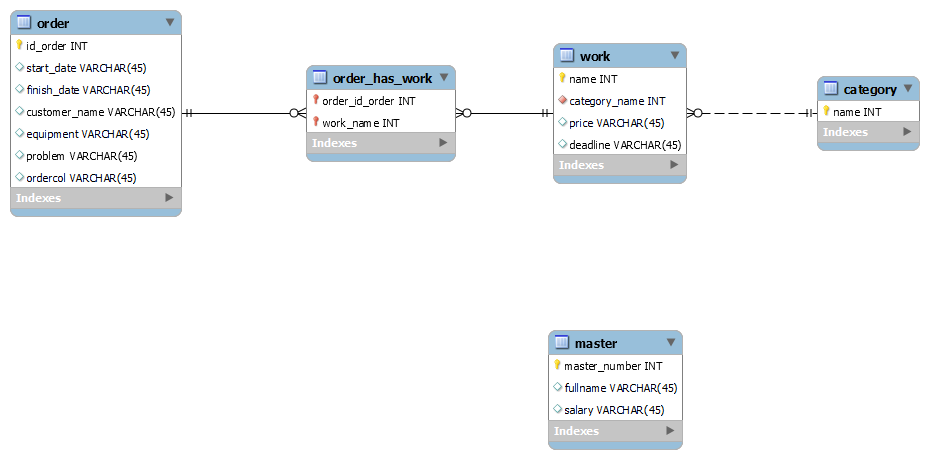 order
id_order INT
start_date VARCHAR(45)
finish_date VARCHAR(45)
customer_name VARCHAR(45)
equipment VARCHAR(45)
problem VARCHAR(45)
ordercol VARCHAR(45)
Indexes
order_has_work
order_id_order INT
work_name INT
Indexes
work
name INT
category_name INT
price VARCHAR(45)
deadline VARCHAR(45)
Indexes
category
name INT
Indexes
master
master_number INT
fullname VARCHAR(45)
salary VARCHAR(45)
Indexes